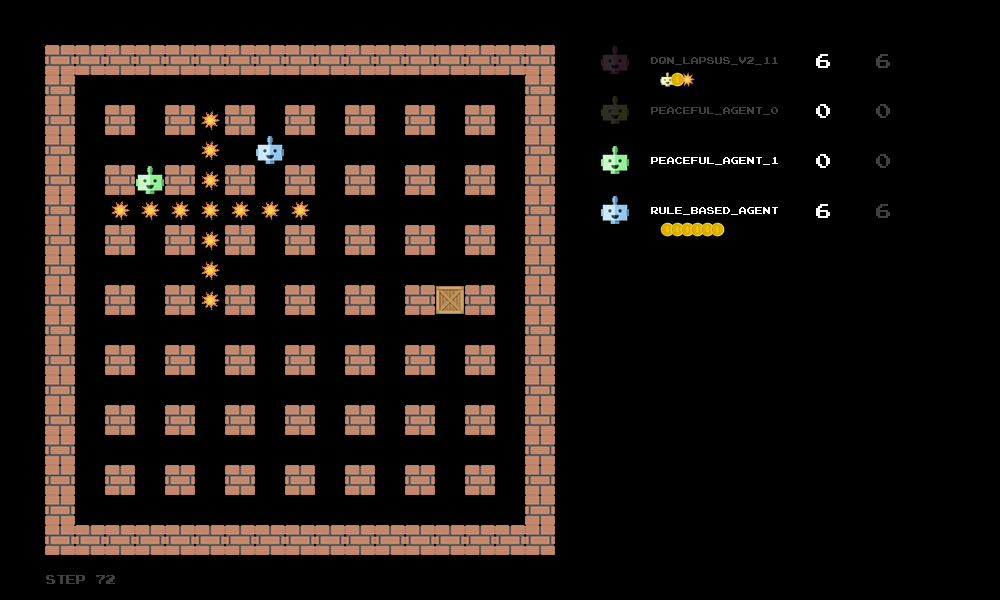 DQN_LAPSUS_V2_11 6 6
PEACEFUL_AGENT_0 0 0
PEACEFUL_AGENT_1 0 0
RULE_BASED_AGENT 6 6
STEP 72